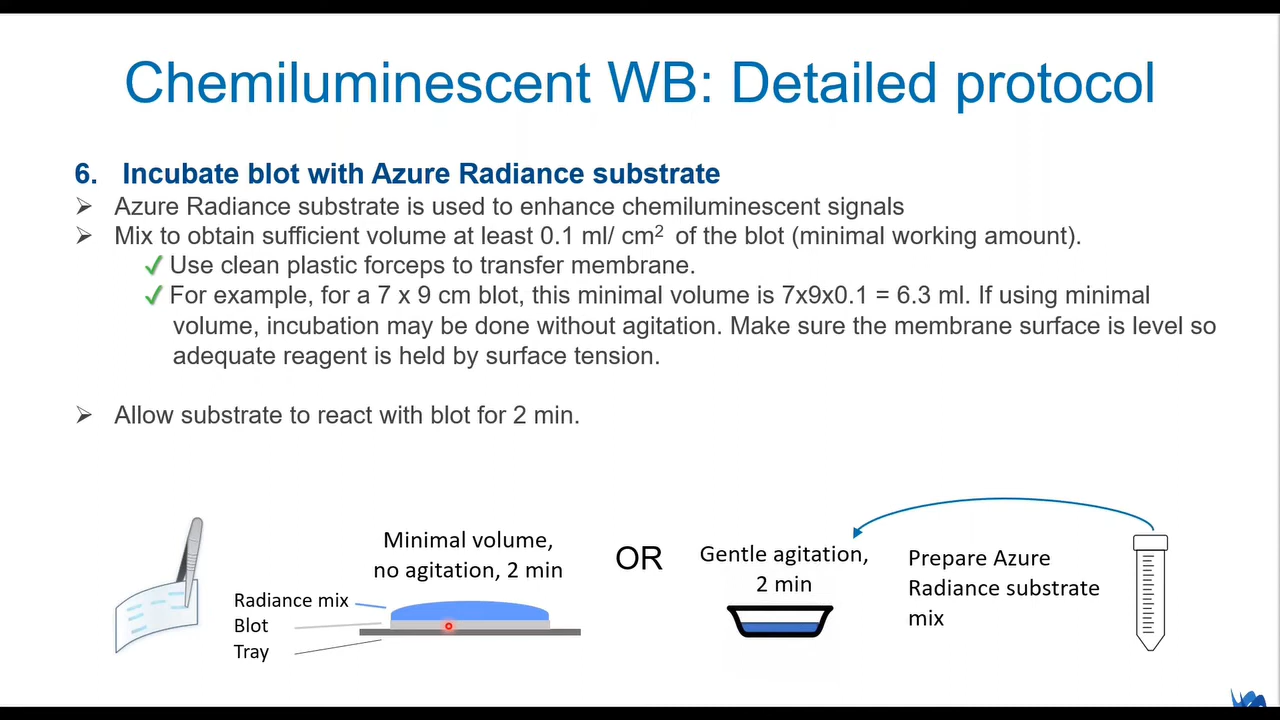 Chemiluminescent WB: Detailed protocol
6. Incubate blot with Azure Radiance substrate
➢ Azure Radiance substrate is used to enhance chemiluminescent signals
➢ Mix to obtain sufficient volume at least 0.1 ml/ cm² of the blot (minimal working amount).
✓ Use clean plastic forceps to transfer membrane.
✓ For example, for a 7 x 9 cm blot, this minimal volume is 7x9x0.1 = 6.3 ml. If using minimal
volume, incubation may be done without agitation. Make sure the membrane surface is level so
adequate reagent is held by surface tension.
➢ Allow substrate to react with blot for 2 min.
Minimal volume,
no agitation, 2 min
Radiance mix
Blot
Tray
OR
Gentle agitation,
2 min
Prepare Azure
Radiance substrate
mix